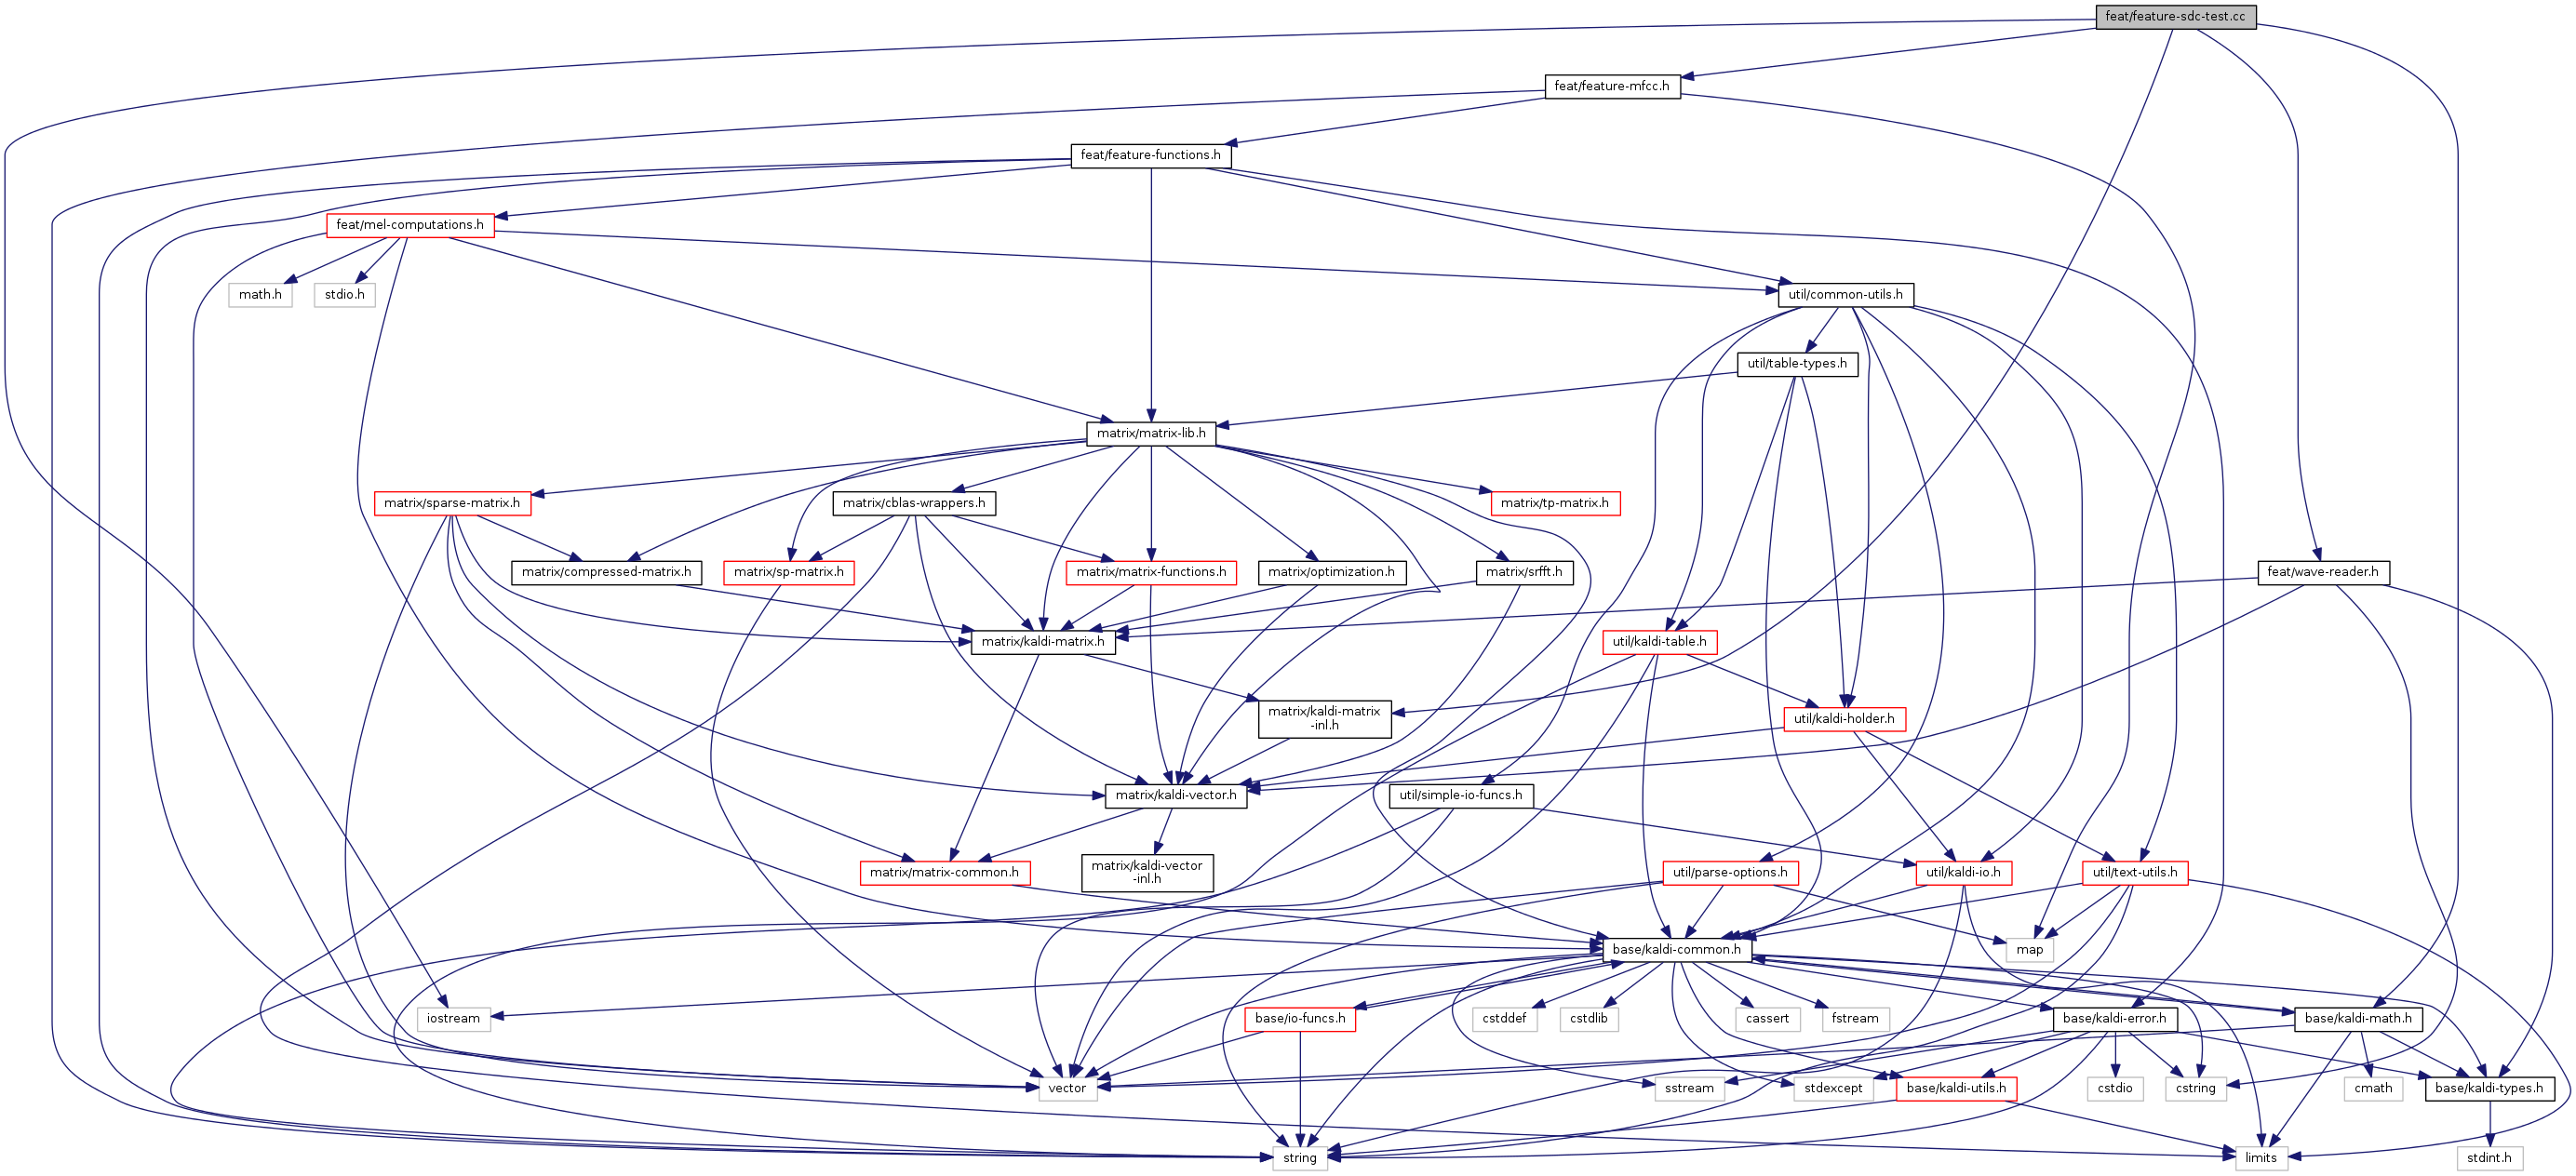 feat/feature-sdc-test.cc
feat/feature-mfcc.h
feat/feature-functions.h
feat/mel-computations.h
math.h
stdio.h
util/common-utils.h
util/table-types.h
matrix/matrix-lib.h
matrix/sparse-matrix.h
matrix/cblas-wrappers.h
matrix/tp-matrix.h
matrix/compressed-matrix.h
matrix/sp-matrix.h
matrix/matrix-functions.h
matrix/optimization.h
matrix/srfft.h
feat/wave-reader.h
matrix/kaldi-matrix.h
util/kaldi-table.h
matrix/kaldi-matrix
-inl.h
util/kaldi-holder.h
matrix/kaldi-vector.h
util/simple-io-funcs.h
matrix/matrix-common.h
matrix/kaldi-vector
-inl.h
util/parse-options.h
util/kaldi-io.h
util/text-utils.h
base/kaldi-common.h
map
iostream
base/io-funcs.h
cstddef
cstdlib
cassert
fstream
base/kaldi-error.h
base/kaldi-math.h
vector
sstream
stdexcept
base/kaldi-utils.h
cstdio
cstring
cmath
base/kaldi-types.h
string
limits
stdint.h